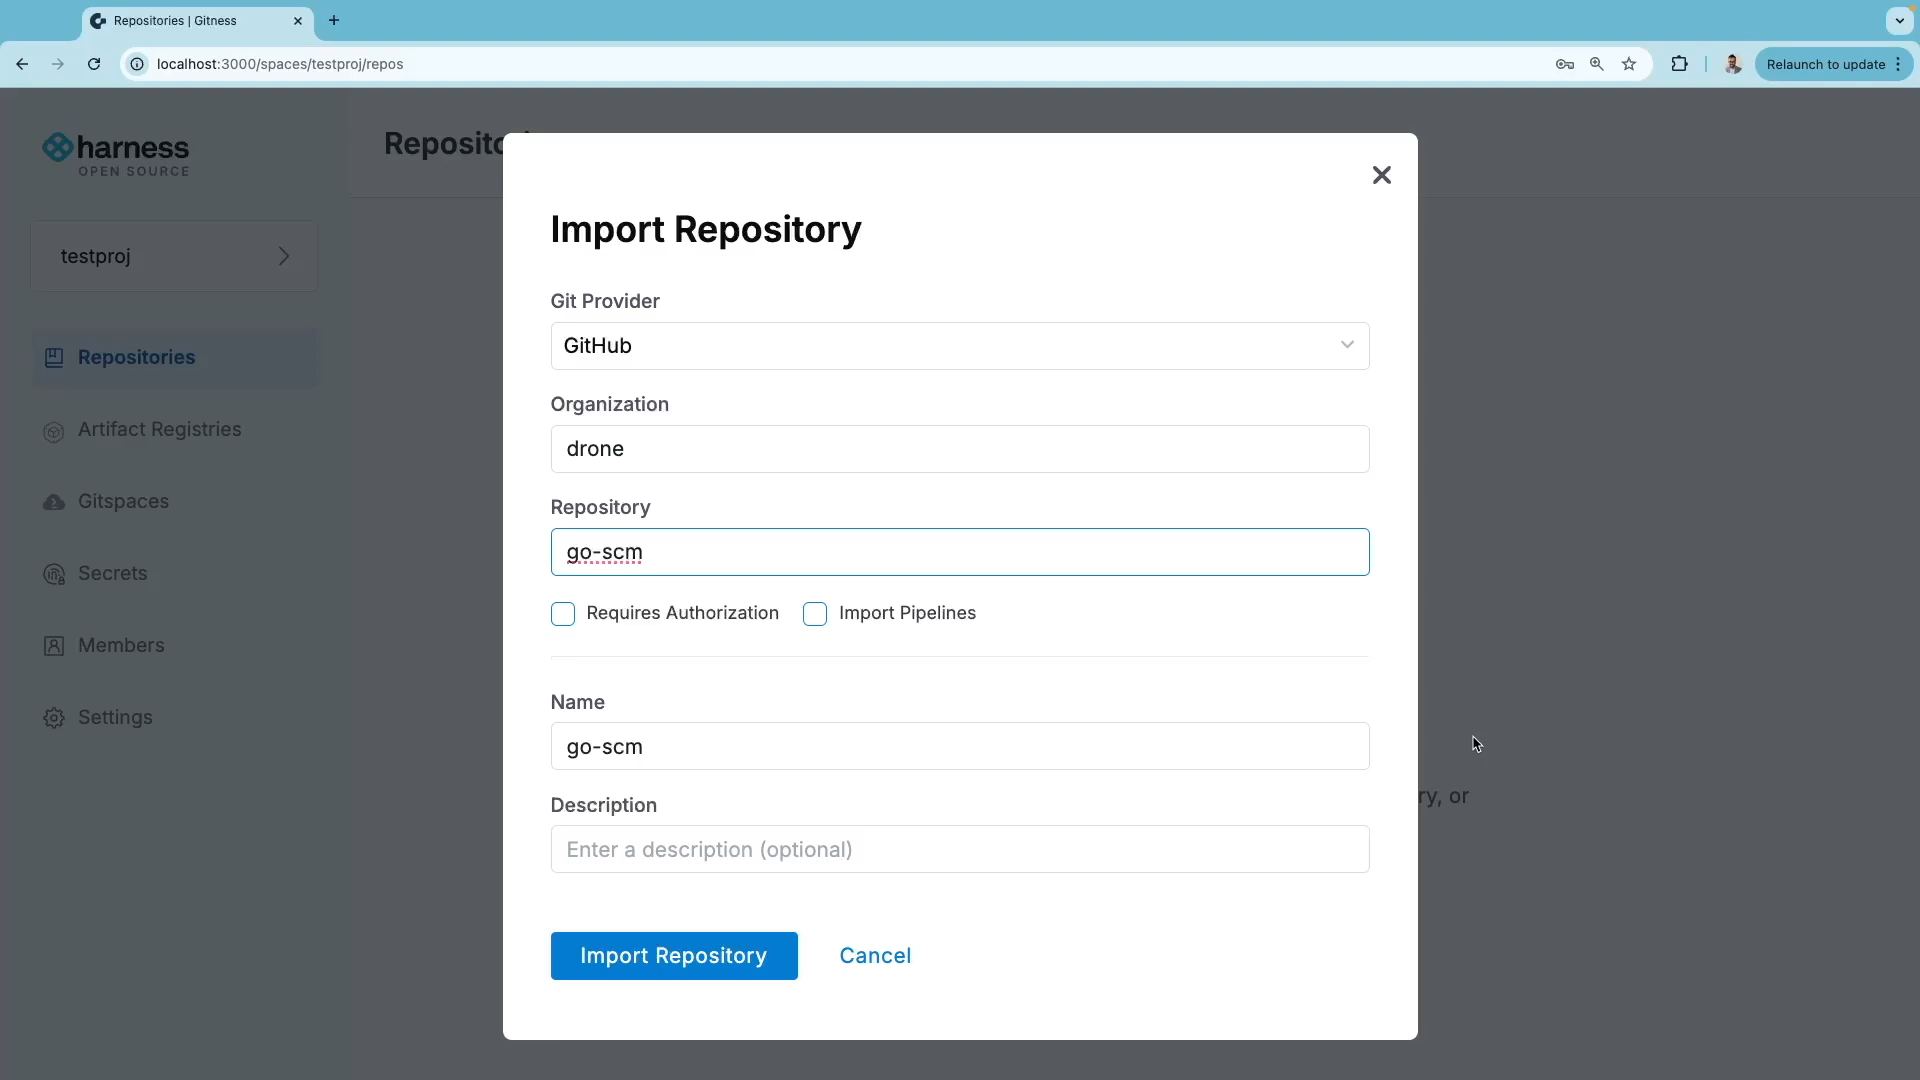 Repositories | Gitness
localhost:3000/spaces/testproj/repos
Relaunch to update
harness
OPEN SOURCE
testproj
Repositories
Artifact Registries
Gitspaces
Secrets
Members
Settings
Import Repository
Git Provider
GitHub
Organization
drone
Repository
go-scm
Requires Authorization
Import Pipelines
Name
go-scm
Description
Enter a description (optional)
Import Repository
Cancel
or